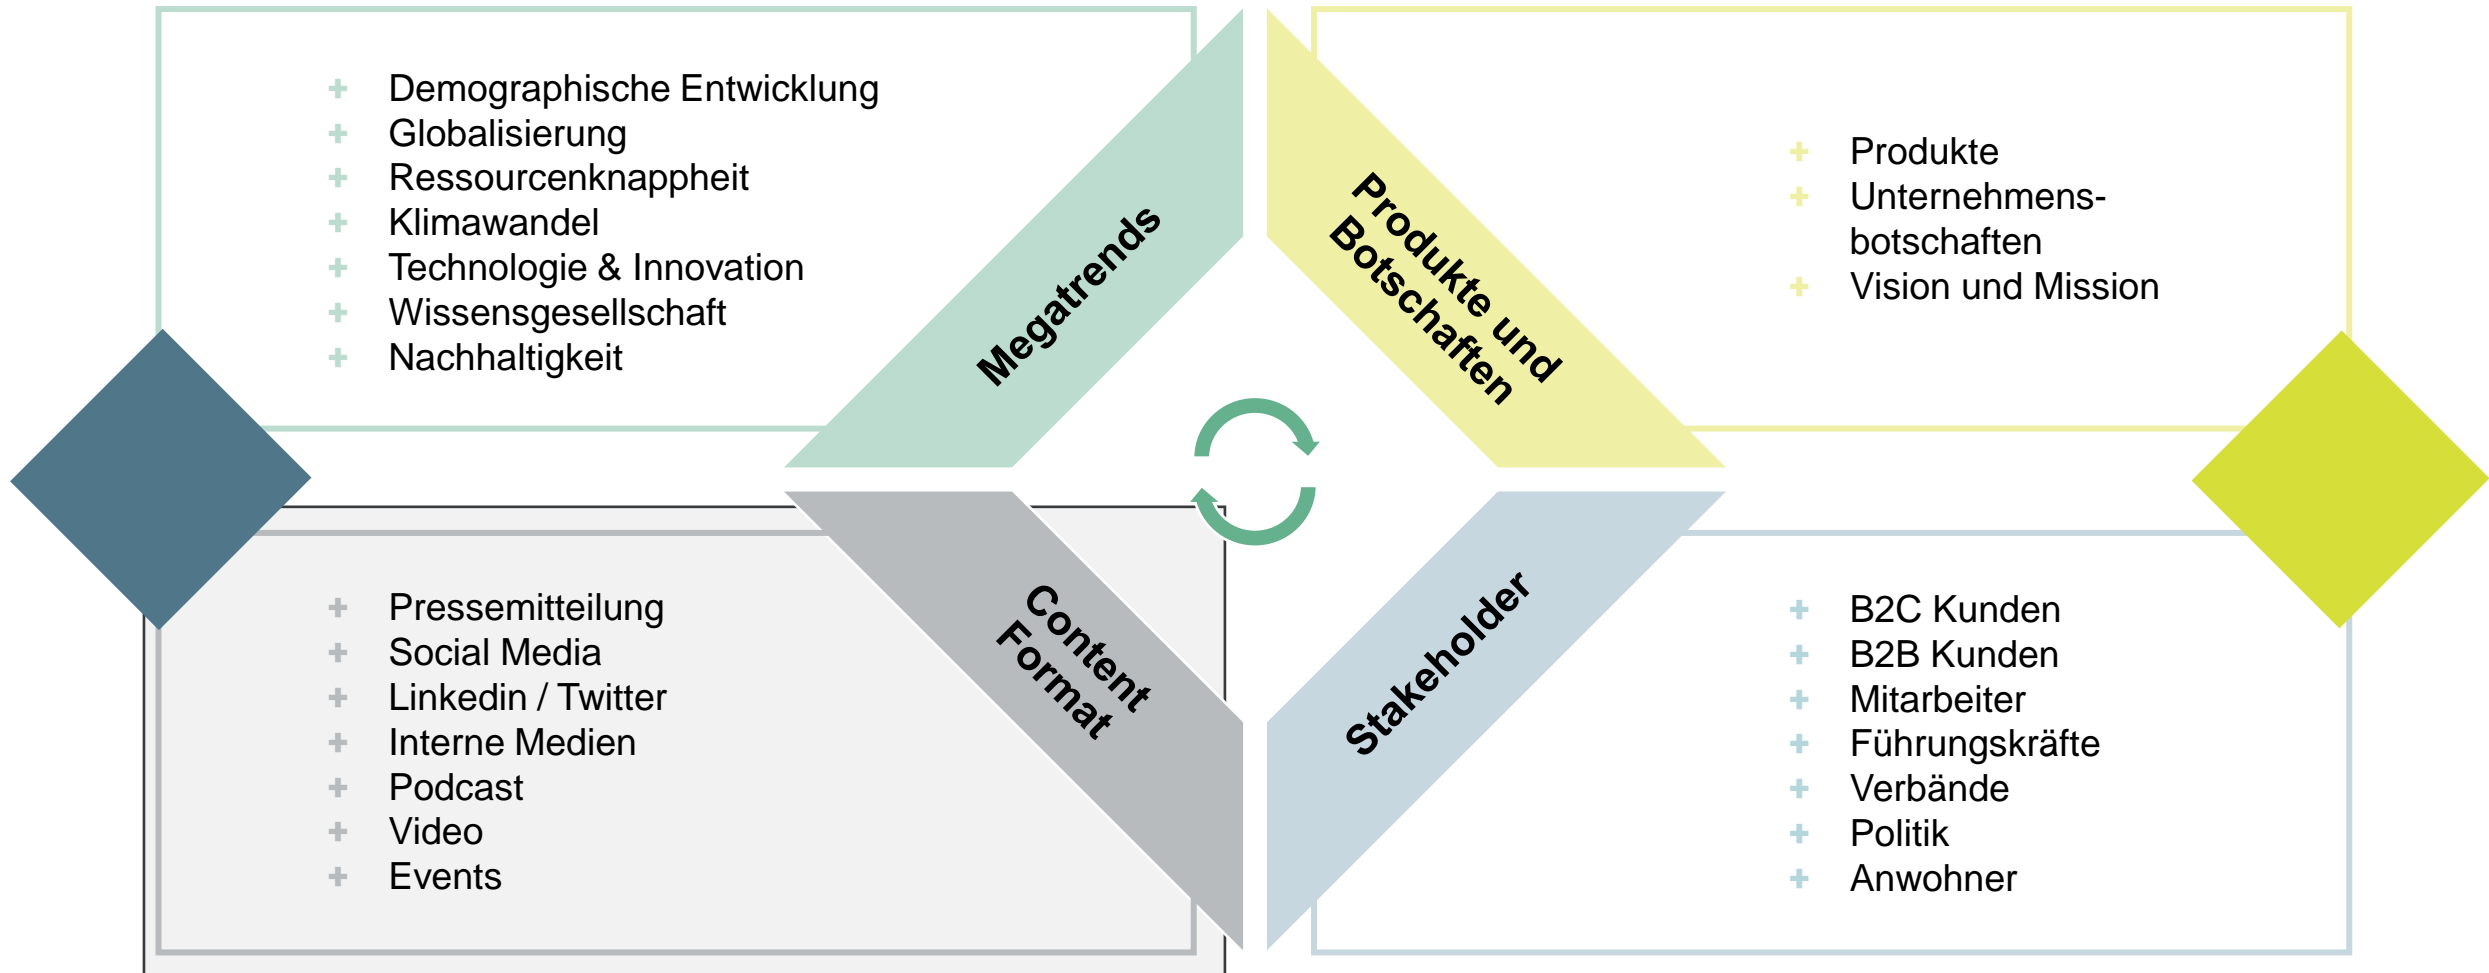 Demographische Entwicklung
Globalisierung
Ressourcenknappheit
Klimawandel
Technologie & Innovation
Wissensgesellschaft
Nachhaltigkeit
Megatrends
Produkte und
Botschaften
Produkte
Unternehmens-
botschaften
Vision und Mission
Pressemitteilung
Social Media
Linkedin / Twitter
Interne Medien
Podcast
Video
Events
Content
Format
Stakeholder
B2C Kunden
B2B Kunden
Mitarbeiter
Führungskräfte
Verbände
Politik
Anwohner